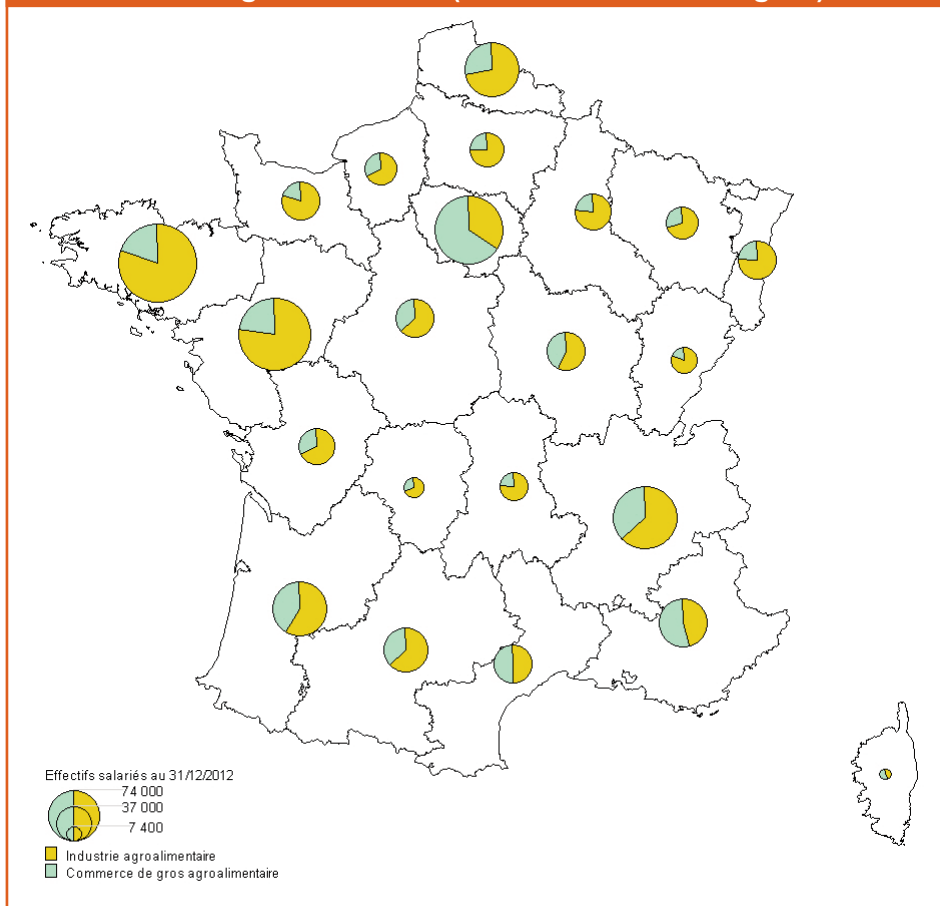 Effectifs salariés au 31/12/2012
74 000
37 000
7 400
Industrie agroalimentaire
Commerce de gros agroalimentaire